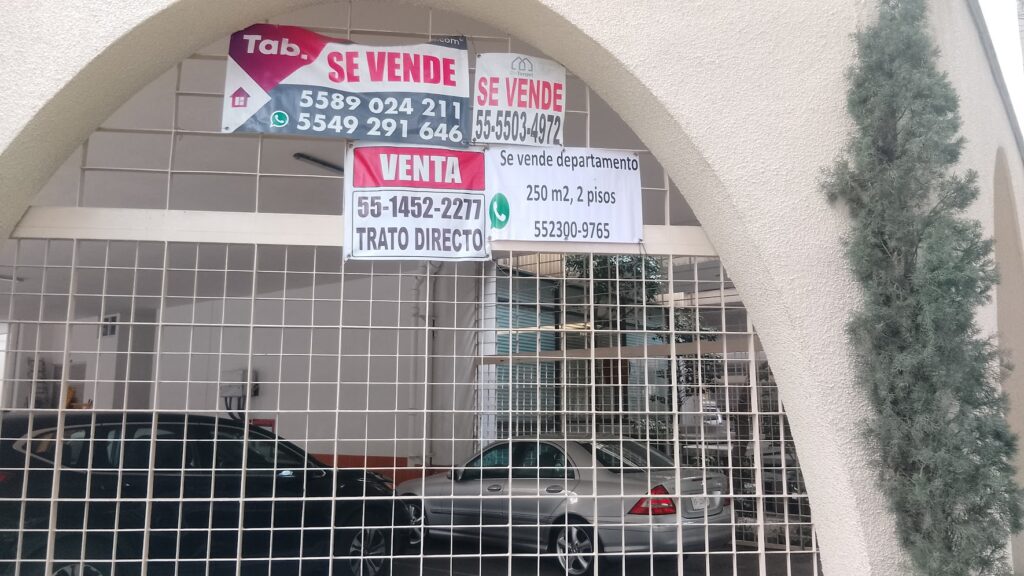 Tab.
.com
SE VENDE
5589 024 211
5549 291 646
SE VENDE
55-5503-4972
VENTA
55-1452-2277
TRATO DIRECTO
Se vende departamento
250 m2, 2 pisos
552300-9765